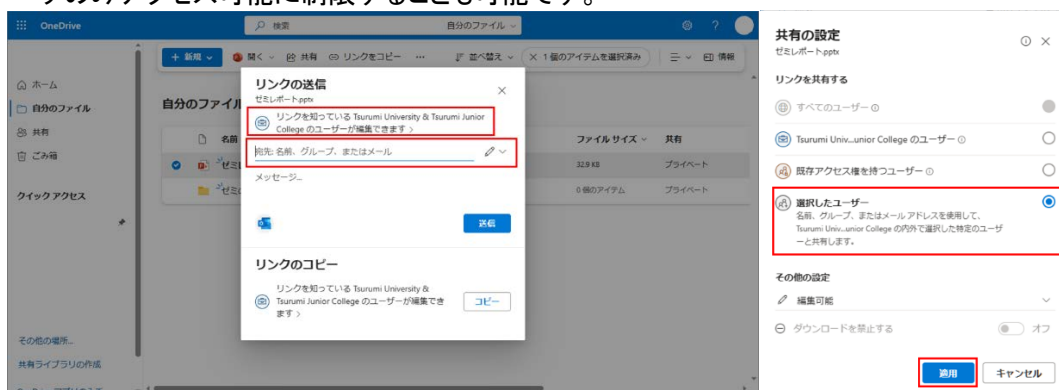 OneDrive
検索
自分のファイル
?
+ 新規
開く
共有
リンクをコピー
…
並べ替え
× 1 個のアイテムを選択済み
情報
ホーム
自分のファイル
共有
ごみ箱
クイック アクセス
その他の場所...
共有ライブラリの作成
自分のファイル
名前
ファイル サイズ
共有
32.9 KB
プライベート
0 個のアイテム
プライベート
リンクの送信
ゼミレポート.pptx
リンクを知っている Tsurumi University & Tsurumi Junior
College のユーザーが編集できます >
宛先: 名前、グループ、またはメール
メッセージ...
送信
リンクのコピー
リンクを知っている Tsurumi University &
Tsurumi Junior College のユーザーが編集でき
ます >
コピー
共有の設定
ゼミレポート.pptx
リンクを共有する
すべてのユーザー
Tsurumi Univ...unior College のユーザー
既存アクセス権を持つユーザー
選択したユーザー
名前、グループ、またはメール アドレスを使用して、
Tsurumi Univ...unior College の内外で選択した特定のユーザ
ーと共有します。
その他の設定
編集可能
ダウンロードを禁止する
オフ
適用
キャンセル